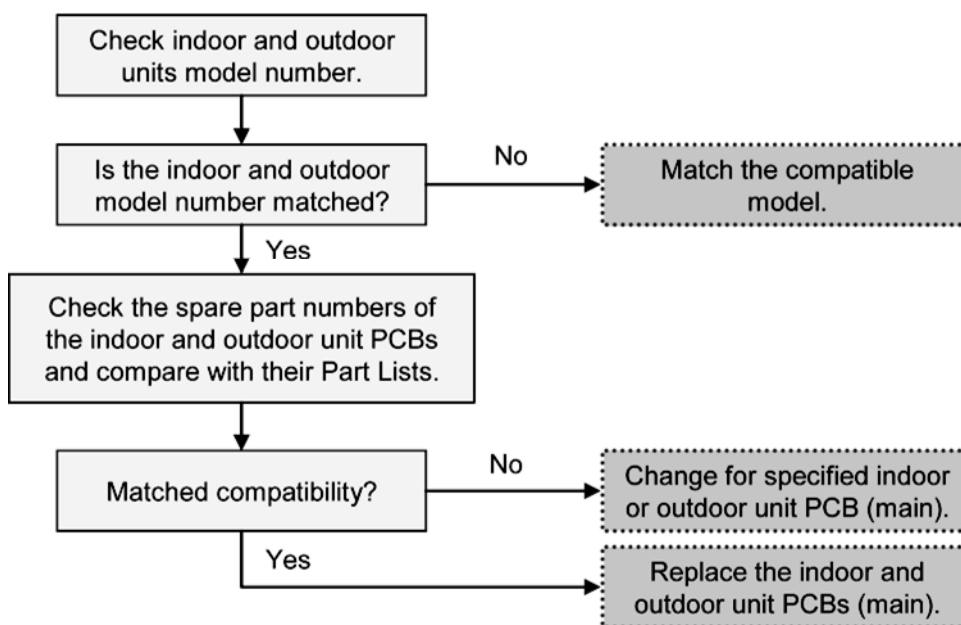 Check indoor and outdoor
units model number.
Is the indoor and outdoor
model number matched?
No
Match the compatible
model.
Yes
Check the spare part numbers of
the indoor and outdoor unit PCBs
and compare with their Part Lists.
Matched compatibility?
No
Change for specified indoor
or outdoor unit PCB (main).
Yes
Replace the indoor and
outdoor unit PCBs (main).